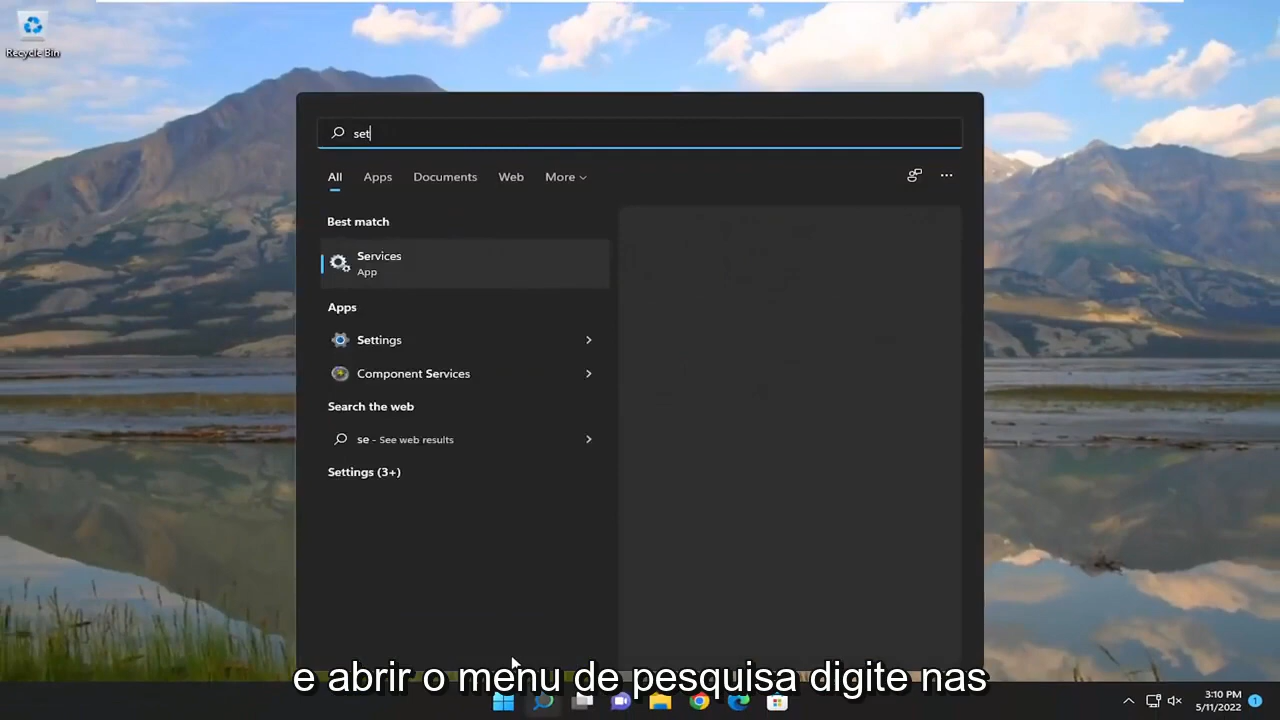 Recycle Bin
set
All Apps Documents Web More
Best match
Services
App
Apps
Settings
Component Services
Search the web
se - See web results
Settings (3+)
e abrir o menu de pesquisa digite nas
3:10 PM
5/11/2022
1